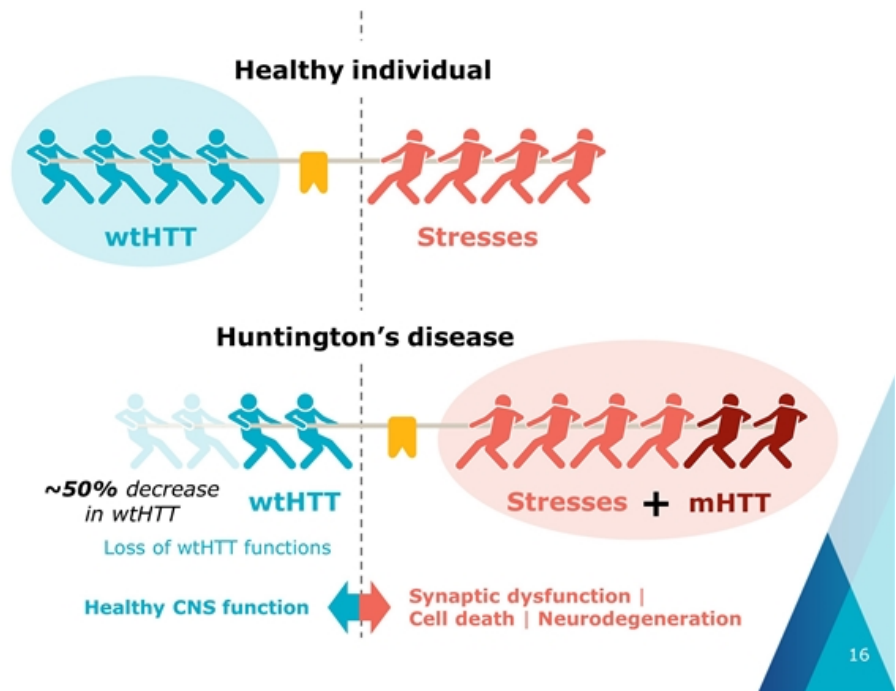 Healthy individual
wtHTT
Stresses
Huntington's disease
~50% decrease
in wtHTT
wtHTT
Loss of wtHTT functions
Stresses + mHTT
Healthy CNS function
Synaptic dysfunction |
Cell death | Neurodegeneration
16